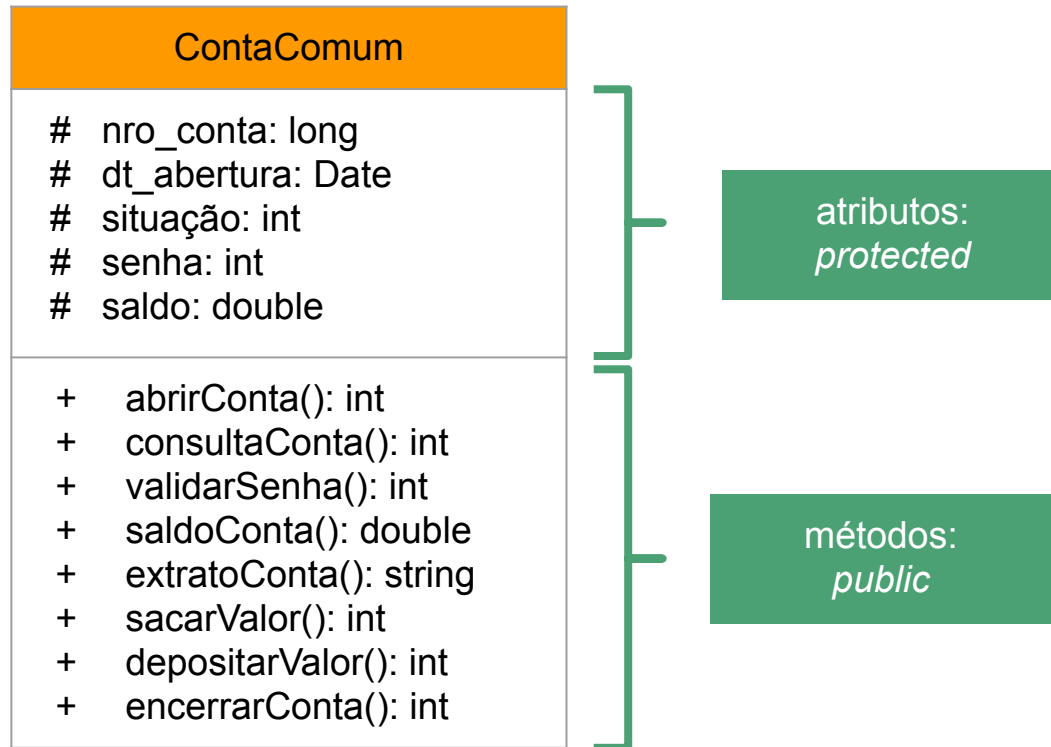 ContaComum
# nro_conta: long
# dt_abertura: Date
# situação: int
# senha: int
# saldo: double
atributos:
protected
+ abrirConta(): int
+ consultaConta(): int
+ validarSenha(): int
+ saldoConta(): double
+ extratoConta(): string
+ sacarValor(): int
+ depositarValor(): int
+ encerrarConta(): int
métodos:
public